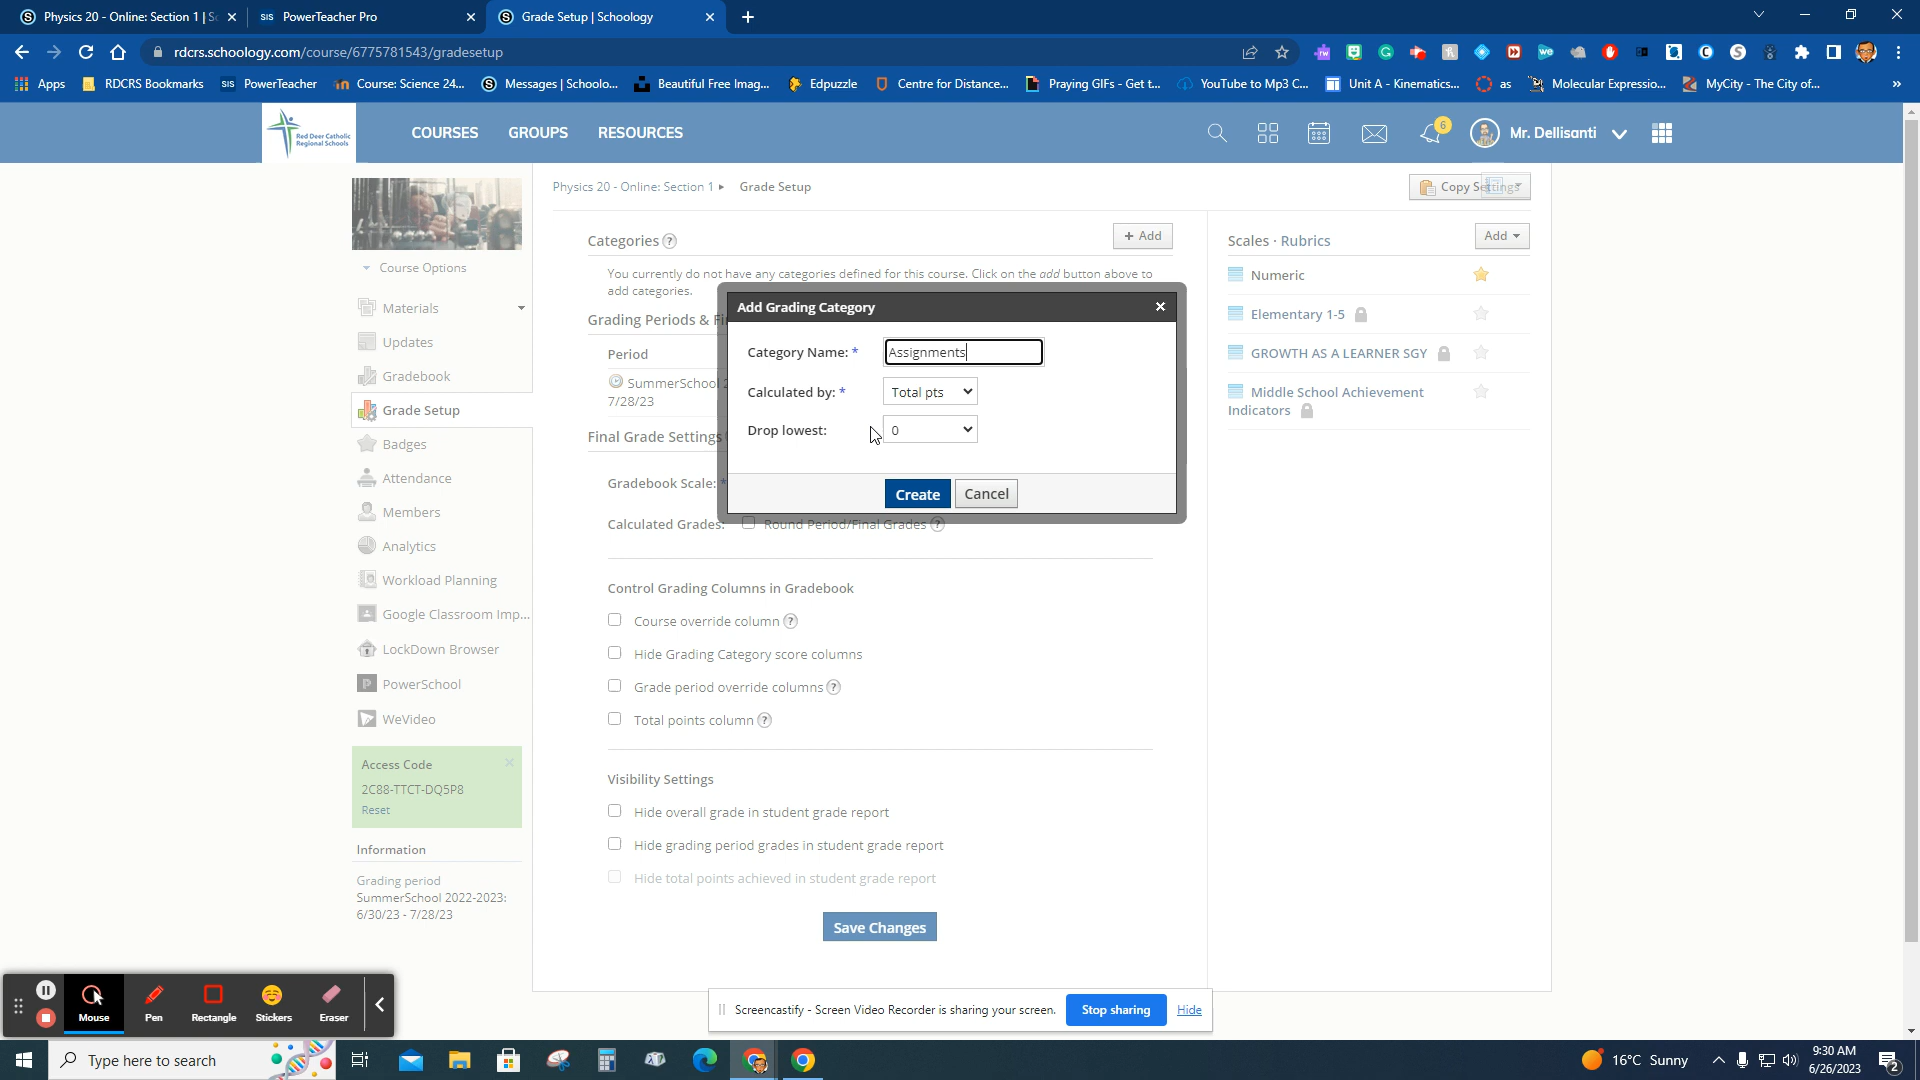 Physics 20 - Online: Section 1 | S
PowerTeacher Pro
Grade Setup | Schoology
rdcrs.schoology.com/course/6775781543/gradesetup
Apps
RDCRS Bookmarks
SIS PowerTeacher
Course: Science 24...
Messages | Schoolo...
Beautiful Free Imag...
Edpuzzle
Centre for Distance...
Praying GIFs - Get t...
YouTube to Mp3 C...
Unit A - Kinematics...
as
Molecular Expressio...
MyCity - The City of...
Red Deer Catholic
Regional Schools
COURSES
GROUPS
RESOURCES
6
Mr. Dellisanti
Course Options
Materials
Updates
Gradebook
Grade Setup
Badges
Attendance
Members
Analytics
Workload Planning
Google Classroom Imp...
LockDown Browser
PowerSchool
WeVideo
Access Code
2C88-TTCT-DQ5P8
Reset
Information
Grading period
SummerSchool 2022-2023:
6/30/23 - 7/28/23
Physics 20 - Online: Section 1
Grade Setup
Copy Settings
Categories ?
+ Add
You currently do not have any categories defined for this course. Click on the add button above to
add categories.
Grading Periods & Fi
Period
SummerSchool 2
7/28/23
Final Grade Settings
Gradebook Scale: *
Calculated Grades:
Round Period/Final Grades ?
Add Grading Category
Category Name: *
Assignments
Calculated by: *
Total pts
Drop lowest:
0
Create
Cancel
Control Grading Columns in Gradebook
Course override column ?
Hide Grading Category score columns
Grade period override columns ?
Total points column ?
Visibility Settings
Hide overall grade in student grade report
Hide grading period grades in student grade report
Hide total points achieved in student grade report
Save Changes
Scales · Rubrics
Add
Numeric
Elementary 1-5
GROWTH AS A LEARNER SGY
Middle School Achievement
Indicators
Mouse
Pen
Rectangle
Stickers
Eraser
Screencastify - Screen Video Recorder is sharing your screen.
Stop sharing
Hide
Type here to search
16°C Sunny
9:30 AM
6/26/2023
2